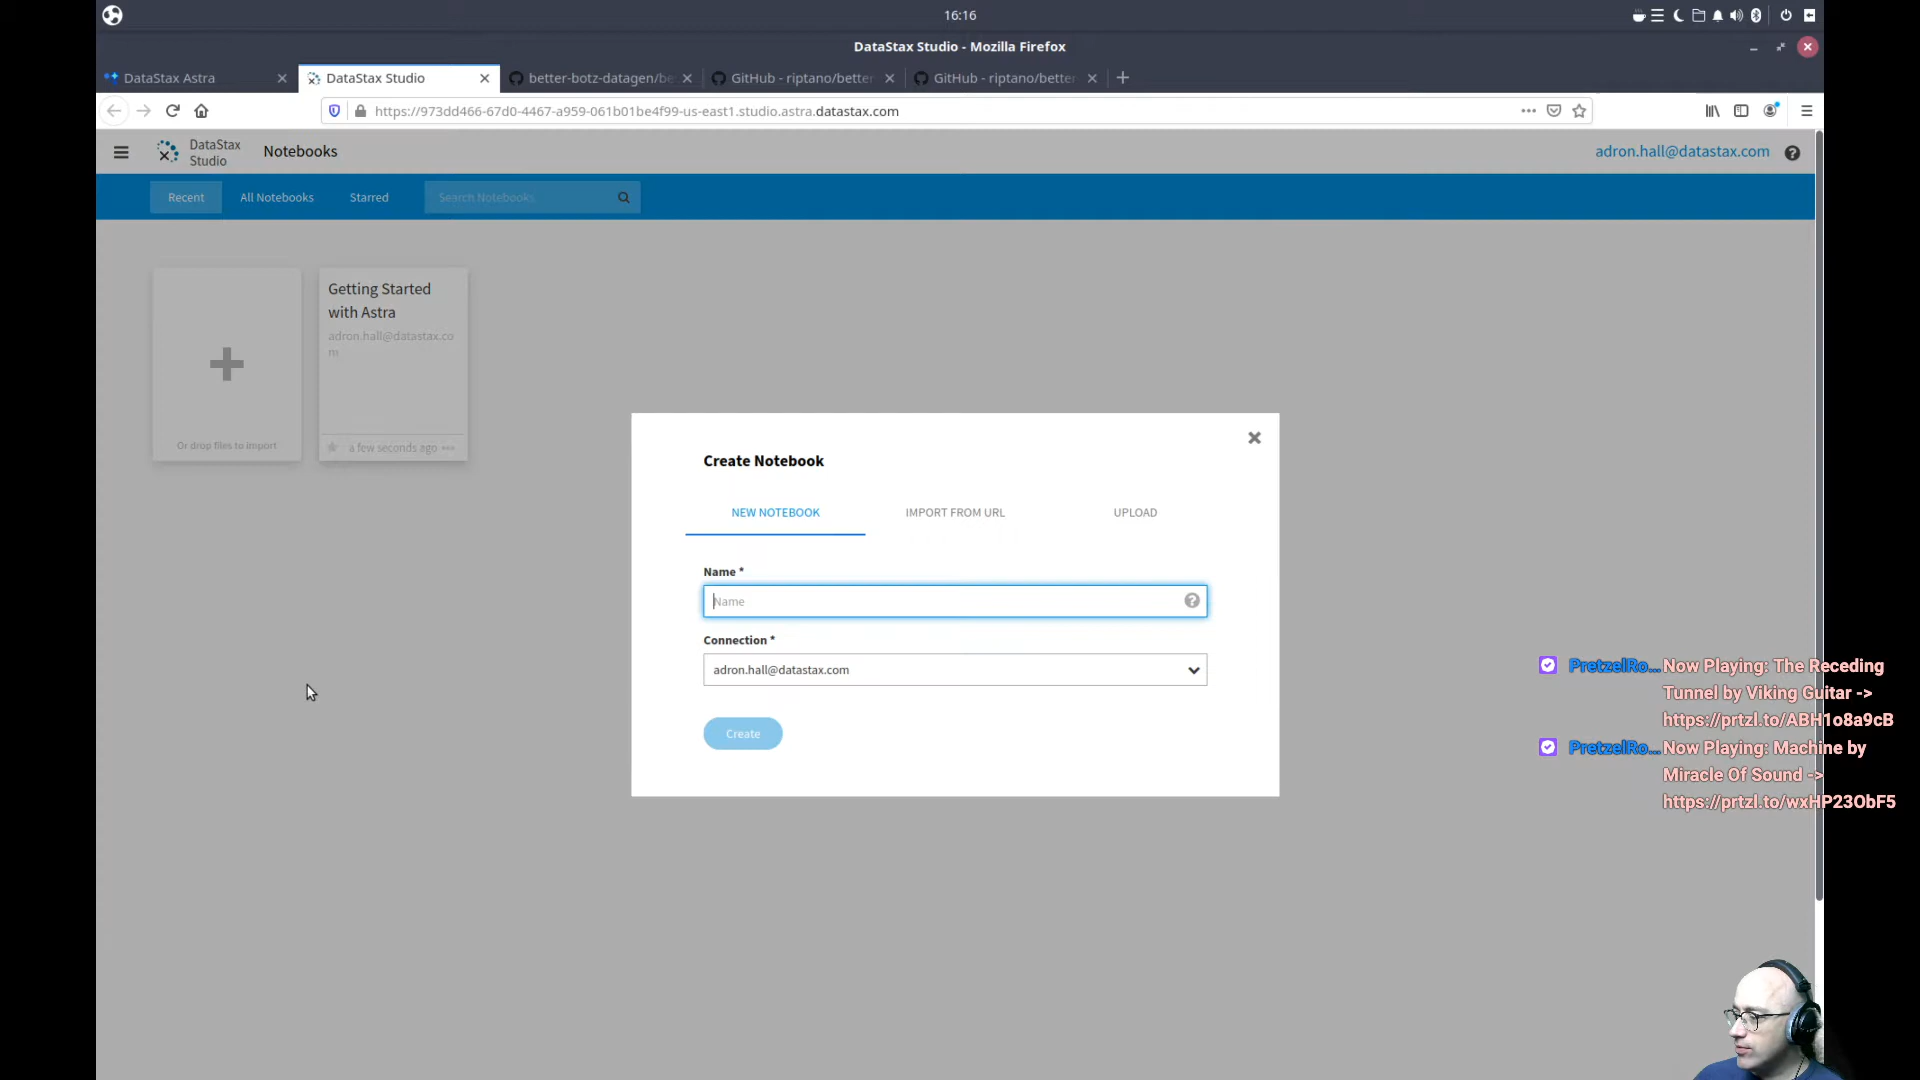 16:16
DataStax Studio - Mozilla Firefox
DataStax Astra
DataStax Studio
better-botz-datagen/be
GitHub - riptano/better
GitHub - riptano/better
https://973dd466-67d0-4467-a959-061b01be4f99-us-east1.studio.astra.datastax.com
DataStax
Studio
Notebooks
adron.hall@datastax.com
Recent
All Notebooks
Starred
Search Notebooks
Or drop files to import
Getting Started
with Astra
adron.hall@datastax.co
m
a few seconds ago
Create Notebook
NEW NOTEBOOK
IMPORT FROM URL
UPLOAD
Name *
Name
Connection *
adron.hall@datastax.com
Create
PretzelRo... Now Playing: The Receding
Tunnel by Viking Guitar ->
https://prtzl.to/ABH1o8a9cB
PretzelRo... Now Playing: Machine by
Miracle Of Sound ->
https://prtzl.to/wxHP23ObF5